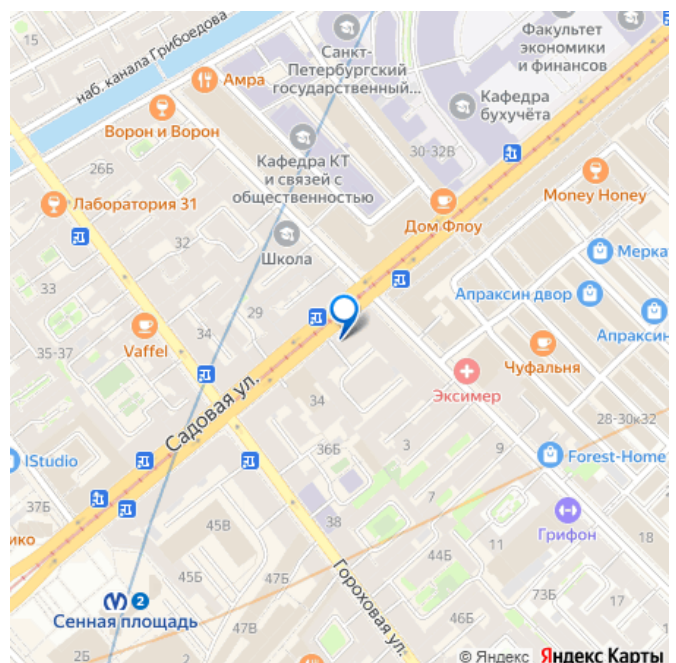 15
наб. канала Грибоедова
Амра
Санкт-
Петербургский
государственный...
Факультет
экономики
и финансов
Кафедра
бухучёта
Ворон и Ворон
26Б
Кафедра КТ
и связей с
общественностью
30-32В
Лаборатория 31
Money Honey
Дом Флоу
32
Школа
Мерка
33
29
34
Апраксин двор
Апраксин
35-37
Vaffel
Чуфальня
Эксимер
Садовая ул.
34
28-30к32
IStudio
36Б
3
9
Forest-Home
37Б
7
ико
45В
38
Грифон
18
Гороховая ул.
44Б
11
45Б
47Б
73Б
17
2
Сенная площадь
47В
46Б
2Б
© Яндекс Яндекс Карты